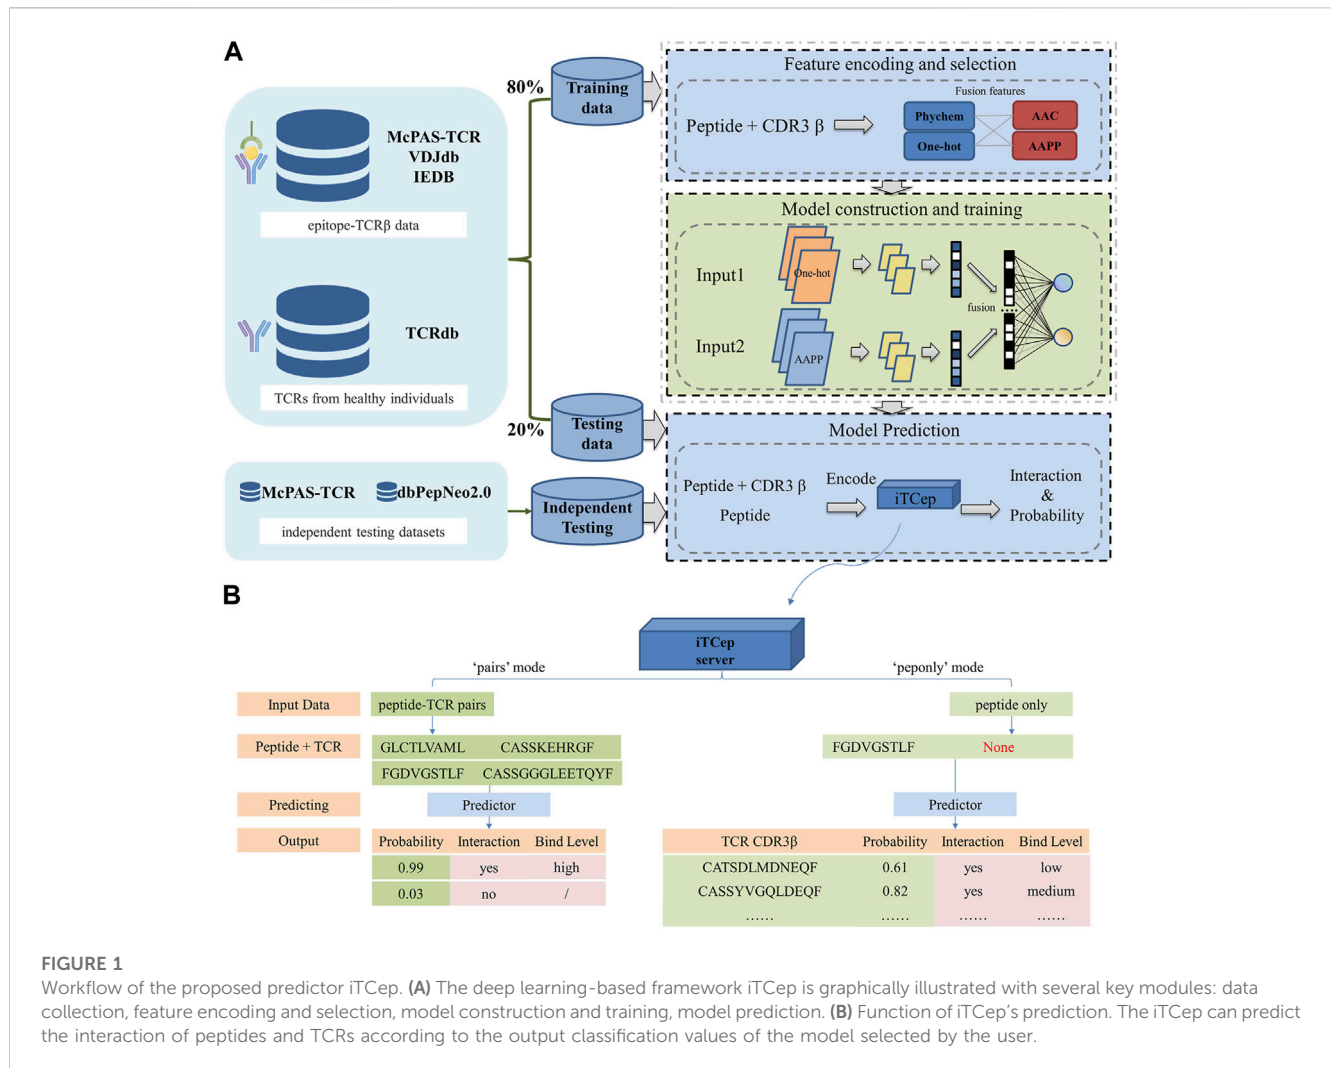 A
McPAS-TCR
VDJdb
IEDB
epitope-TCRβ data
TCRdb
TCRs from healthy individuals
80%
Training
data
20%
Testing
data
McPAS-TCR
dbPepNeo2.0
independent testing datasets
Independent
Testing
Feature encoding and selection
Fusion features
Peptide + CDR3 β
Phychem
AAC
One-hot
AAPP
Model construction and training
Input1
One-hot
fusion
Input2
AAPP
Model Prediction
Peptide + CDR3 β
Peptide
Encode
iTCep
Interaction
&
Probability
B
iTCep
server
'pairs' mode
'peponly' mode
Input Data
peptide-TCR pairs
peptide only
Peptide + TCR
GLCTLVAML CASSKEHRGF
FGDVGSTLF CASSGGGLEETQYF
FGDVGSTLF None
Predicting
Predictor
Predictor
Output
Probability Interaction Bind Level
0.99 yes high
0.03 no /
TCR CDR3β Probability Interaction Bind Level
CATSDLMDNEQF 0.61 yes low
CASSYVGQLDEQF 0.82 yes medium
...... ...... ...... ......
FIGURE 1
Workflow of the proposed predictor iTCep. (A) The deep learning-based framework iTCep is graphically illustrated with several key modules: data
collection, feature encoding and selection, model construction and training, model prediction. (B) Function of iTCep's prediction. The iTCep can predict
the interaction of peptides and TCRs according to the output classification values of the model selected by the user.